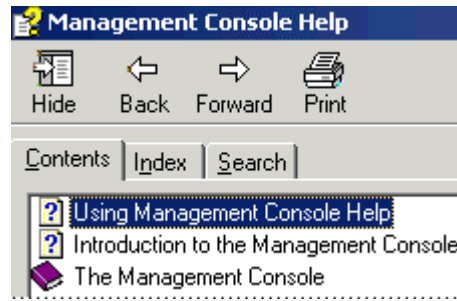 Management Console Help
Hide Back Forward Print
Contents Index Search
Using Management Console Help
Introduction to the Management Console
The Management Console